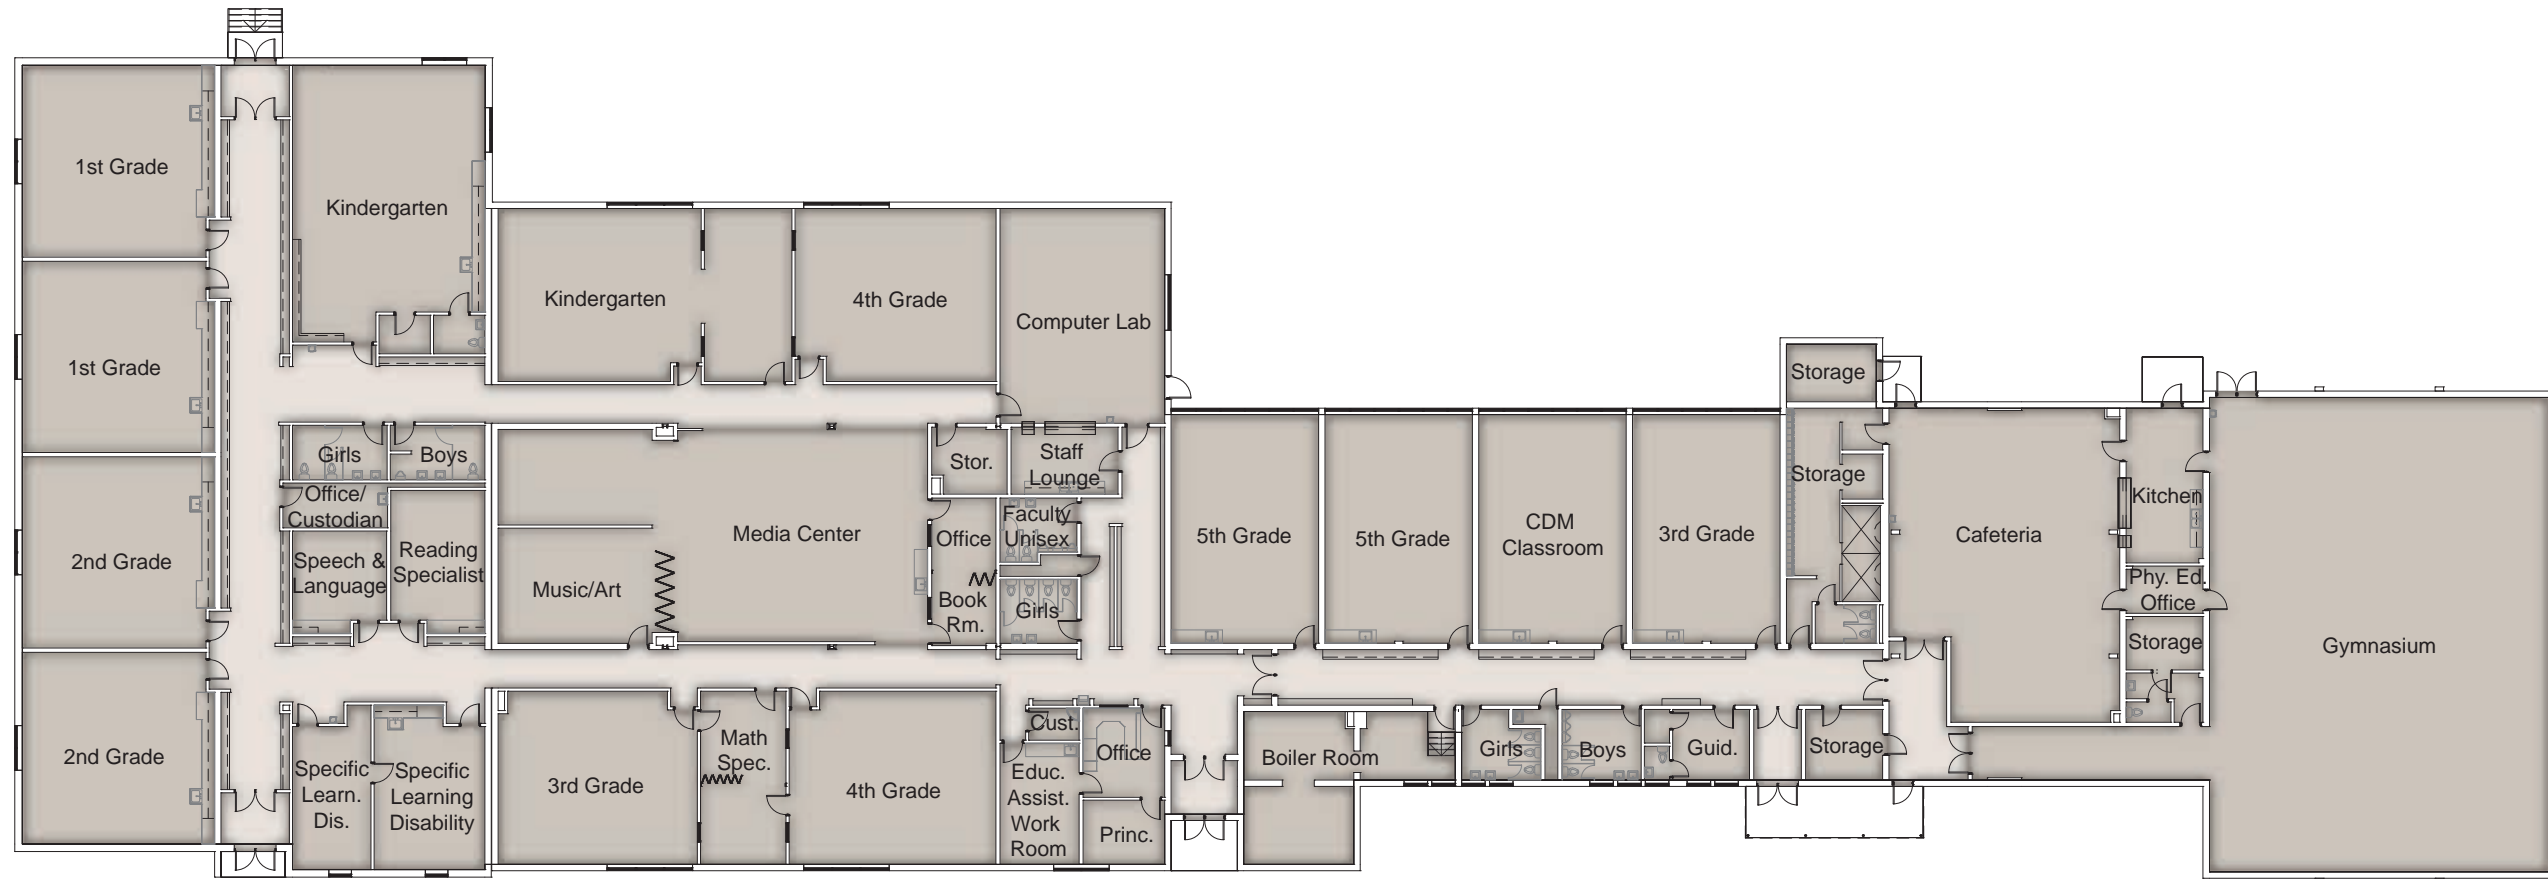 1st Grade
Kindergarten
Kindergarten
4th Grade
Computer Lab
1st Grade
Storage
Girls
Boys
Stor.
Staff
Lounge
Storage
Office/
Custodian
Media Center
Office
Faculty
Unisex
5th Grade
5th Grade
CDM
Classroom
3rd Grade
Cafeteria
Kitchen
2nd Grade
Speech &
Language
Reading
Specialist
Music/Art
Book
Rm.
Girls
Phy. Ed.
Office
Storage
Gymnasium
2nd Grade
Specific
Learn.
Dis.
Specific
Learning
Disability
3rd Grade
Math
Spec.
4th Grade
Cust.
Office
Educ.
Assist.
Work
Room
Princ.
Boiler Room
Girls
Boys
Guid.
Storage